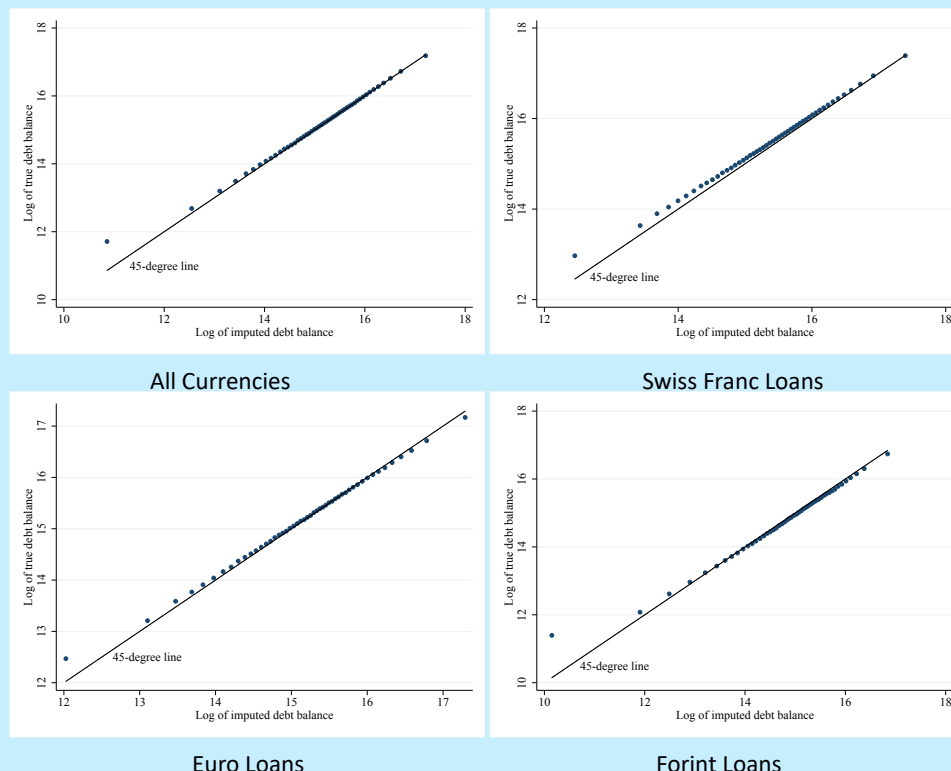 Log of true debt balance
18
16
14
12
10
45-degree line
10 12 14 16 18
Log of imputed debt balance
All Currencies
Log of true debt balance
18
16
14
12
45-degree line
12 14 16 18
Log of imputed debt balance
Swiss Franc Loans
Log of true debt balance
17
16
15
14
13
12
45-degree line
12 13 14 15 16 17
Log of imputed debt balance
Euro Loans
Log of true debt balance
18
16
14
12
10
45-degree line
10 12 14 16 18
Log of imputed debt balance
Forint Loans